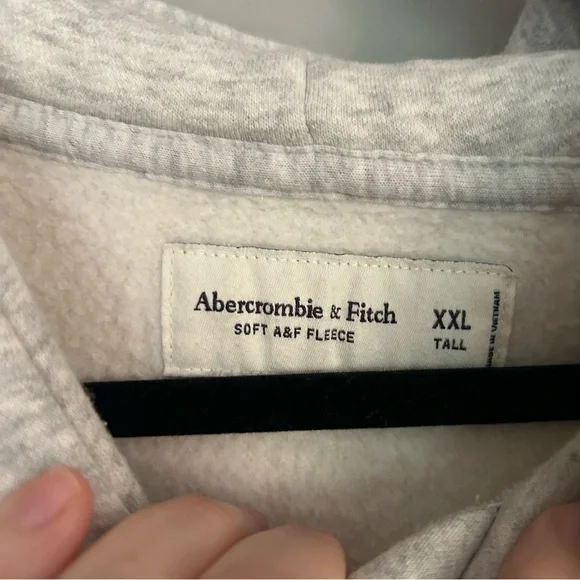 Abercrombie & Fitch
SOFT A&F FLEECE
XXL
TALL
MADE IN VIETNAM